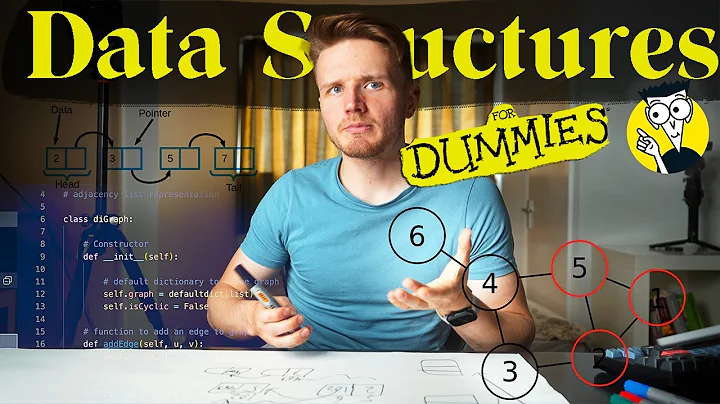 Data Structures
FOR
DUMMIES
Data
Pointer
2 3 5 7
Head
Tail
4 # adjacency list representation
5
6 class diGraph:
7
8 # Constructor
9 def __init__(self):
10
11 # default dictionary to graph
12 self.graph = defaultdict(list)
13 self.isCyclic = False
14
15 # function to add an edge to
16 def addEdge(self, u, v):
6
4
5
3
2